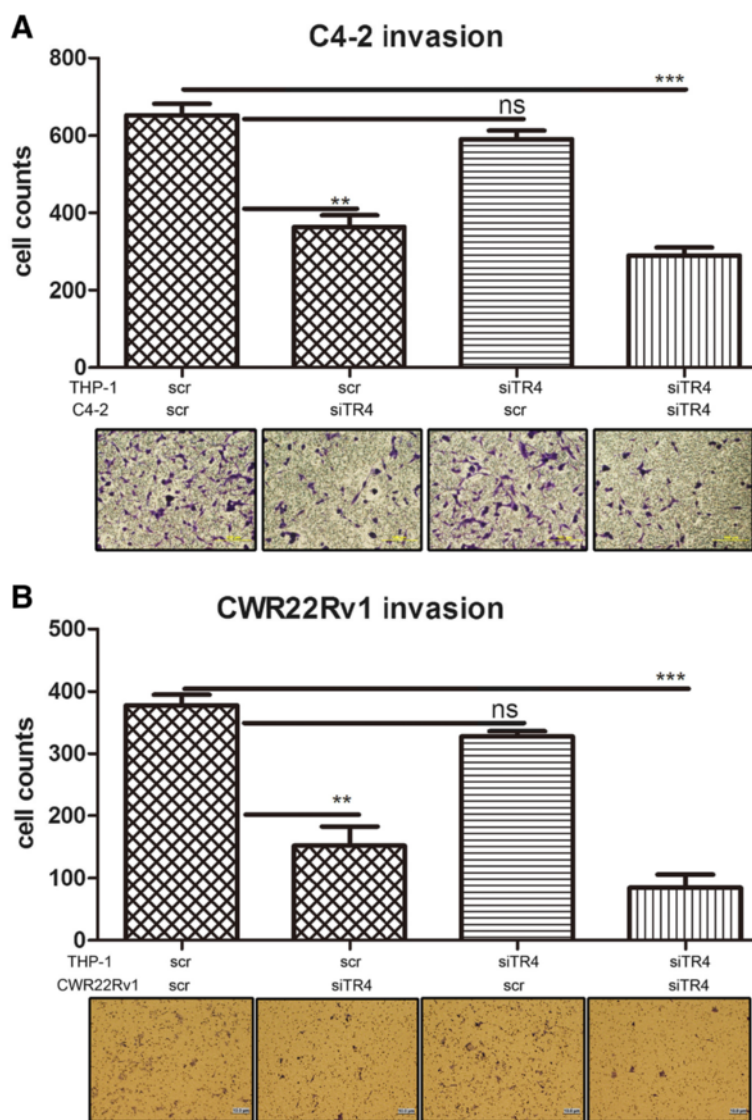 A
C4-2 invasion
cell counts
800
600
400
200
0
***
ns
**
THP-1 scr scr siTR4 siTR4
C4-2 scr siTR4 scr siTR4
B
CWR22Rv1 invasion
cell counts
500
400
300
200
100
0
***
ns
**
THP-1 scr scr siTR4 siTR4
CWR22Rv1 scr siTR4 scr siTR4